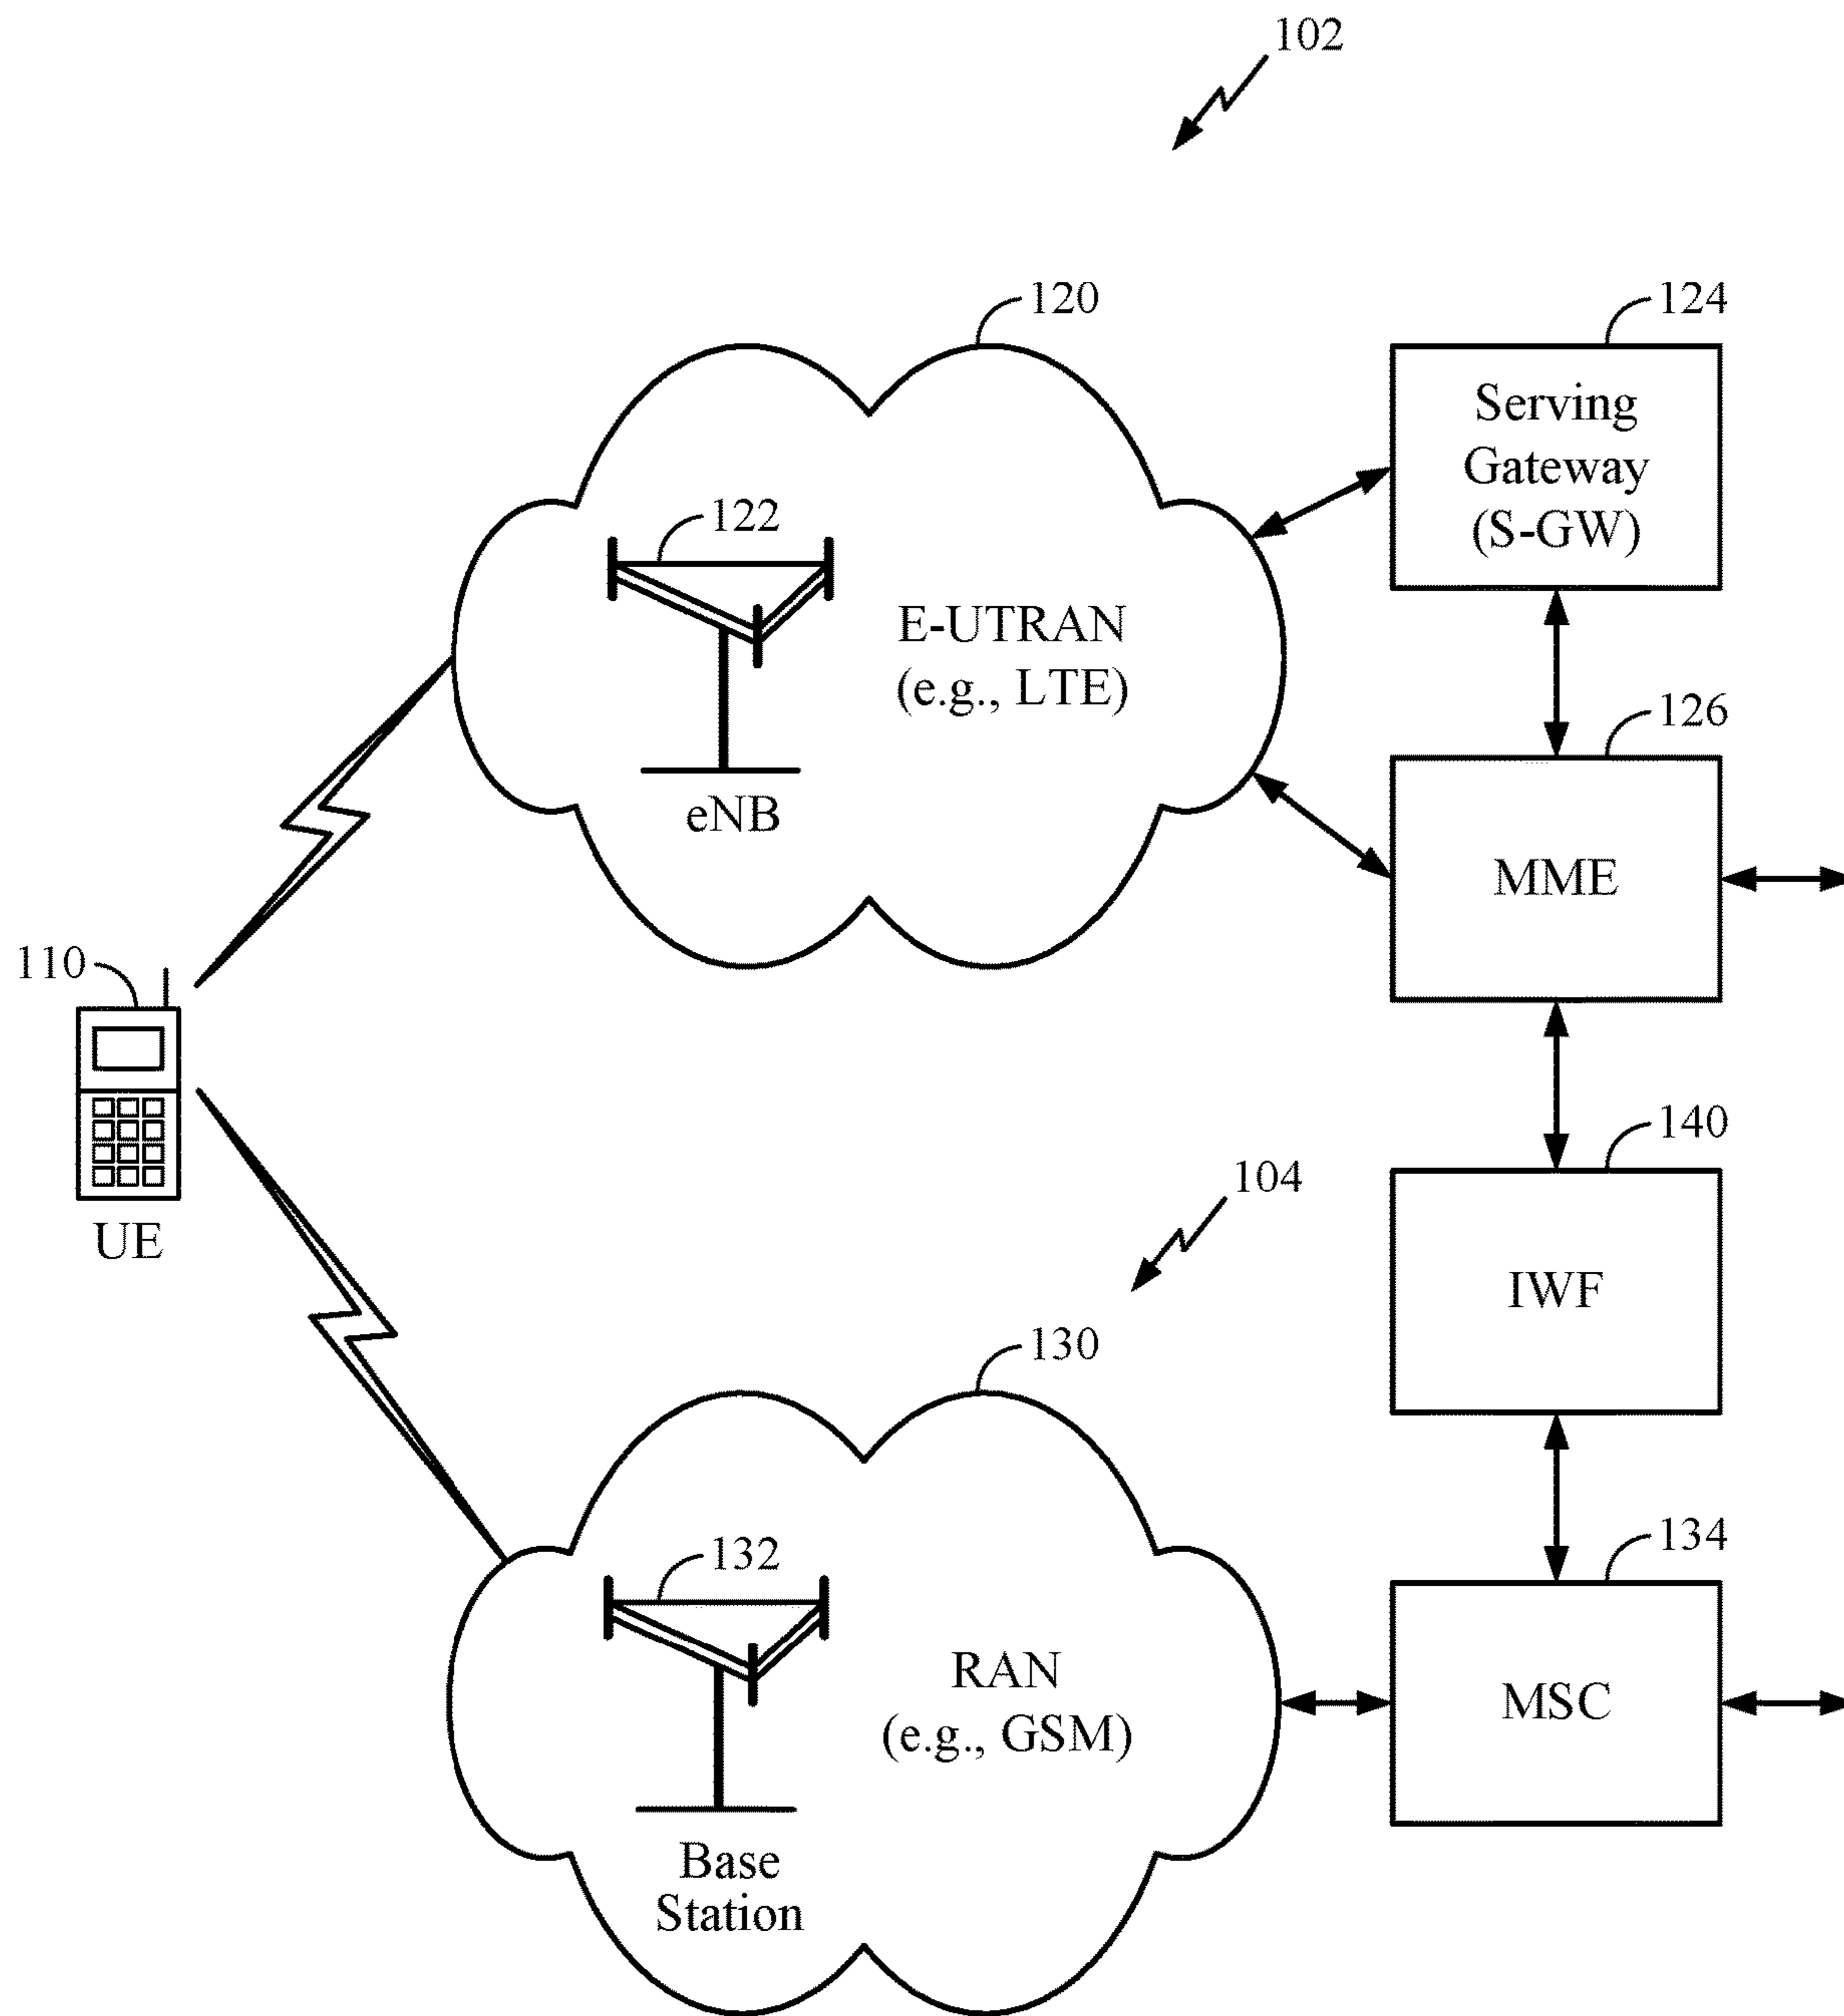 102
120
124
Serving
Gateway
(S-GW)
122
E-UTRAN
(e.g., LTE)
eNB
126
MME
110
UE
140
IWF
104
130
134
132
RAN
(e.g., GSM)
MSC
Base
Station